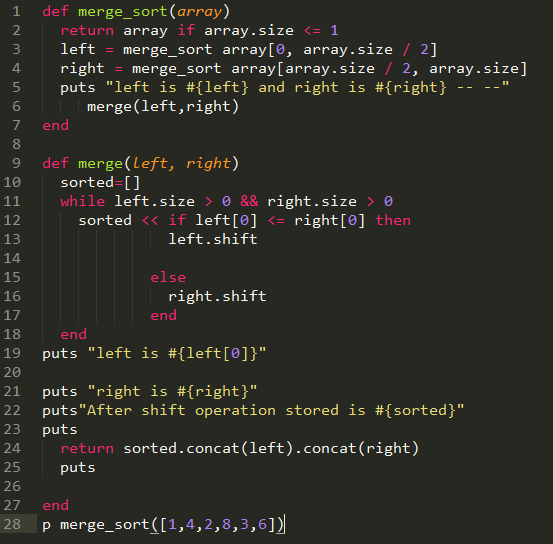 1 def merge_sort(array)
2   return array if array.size <= 1
3   left = merge_sort array[0, array.size / 2]
4   right = merge_sort array[array.size / 2, array.size]
5   puts "left is #{left} and right is #{right} -- --"
6      merge(left,right)
7 end
8
9 def merge(left, right)
10   sorted=[]
11   while left.size > 0 && right.size > 0
12     sorted << if left[0] <= right[0] then
13               left.shift
14
15             else
16               right.shift
17             end
18   end
19 puts "left is #{left[0]}"
20
21 puts "right is #{right}"
22 puts"After shift operation stored is #{sorted}"
23 puts
24   return sorted.concat(left).concat(right)
25   puts
26
27 end
28 p merge_sort([1,4,2,8,3,6])